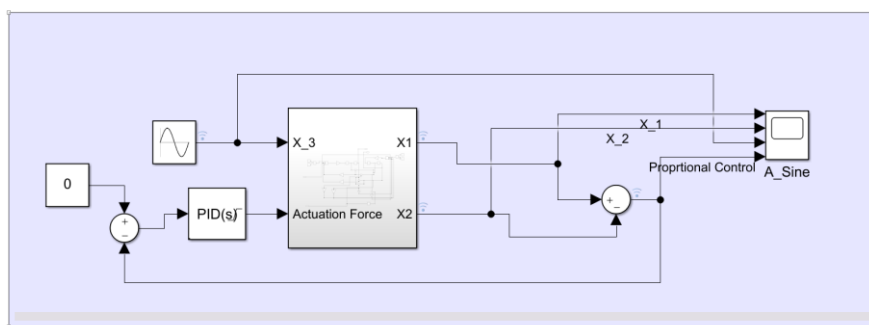 X_3
X1
X_1
X_2
Proprtional Control
A_Sine
0
PID(s)
Actuation Force
X2